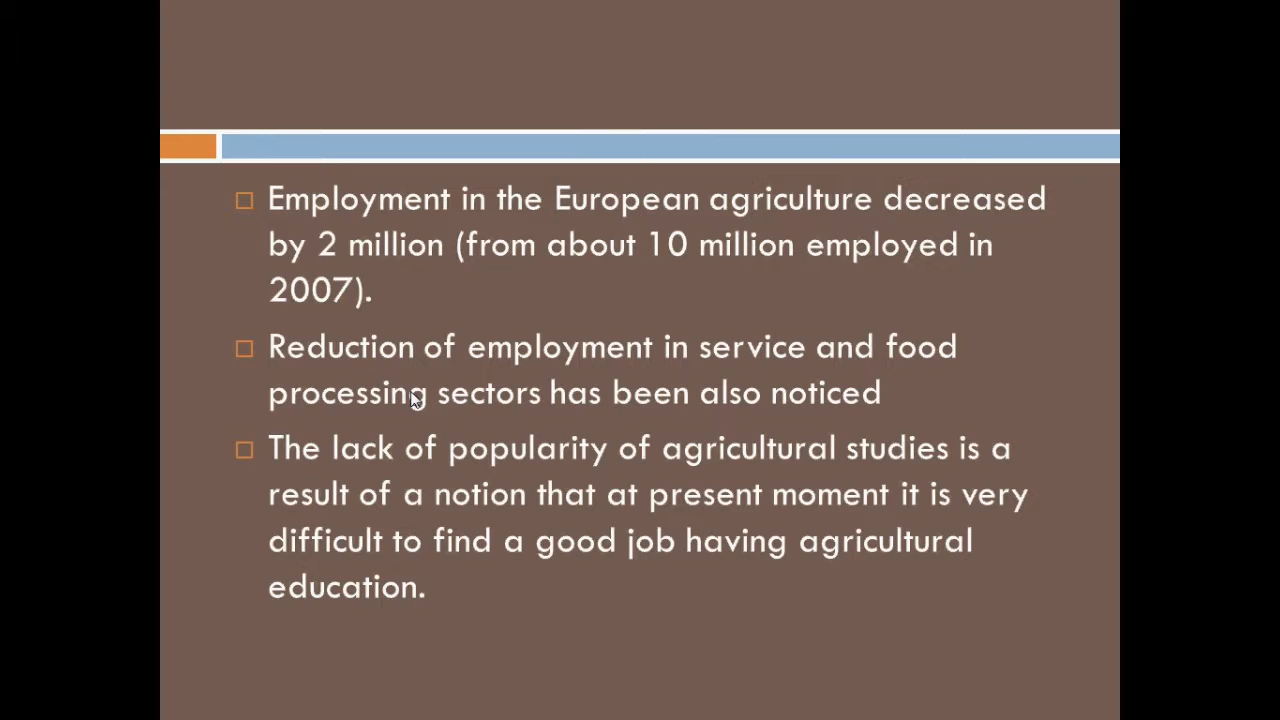 Employment in the European agriculture decreased
by 2 million (from about 10 million employed in
2007).
Reduction of employment in service and food
processing sectors has been also noticed
The lack of popularity of agricultural studies is a
result of a notion that at present moment it is very
difficult to find a good job having agricultural
education.